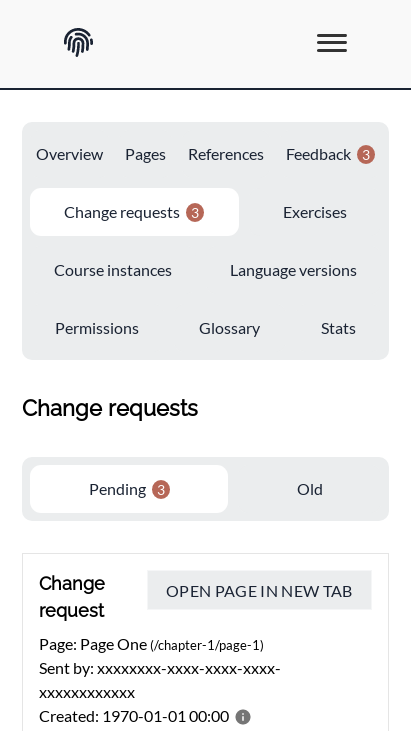 Overview Pages References Feedback 3
Change requests 3 Exercises
Course instances Language versions
Permissions Glossary Stats
Change requests
Pending 3 Old
Change
request
OPEN PAGE IN NEW TAB
Page: Page One (/chapter-1/page-1)
Sent by: xxxxxxxx-xxxx-xxxx-xxxx-
xxxxxxxxxxxx
Created: 1970-01-01 00:00